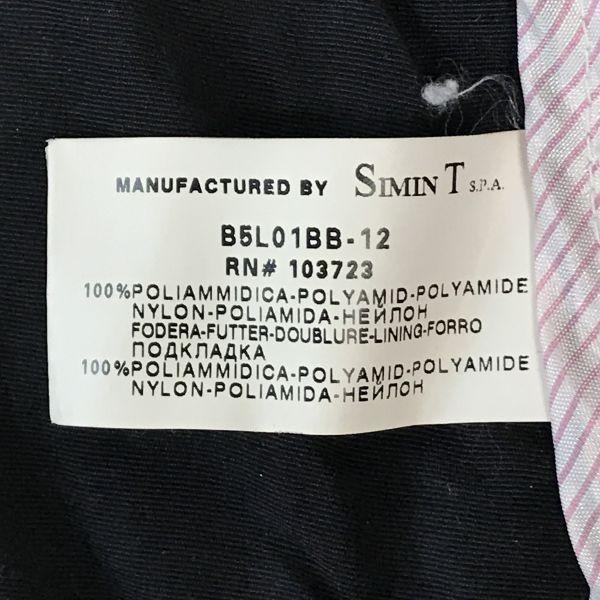 MANUFACTURED BY SIMINT S.P.A.
B5L01BB-12
RN# 103723
100%POLIAMMIDICA-POLYAMID-POLYAMIDE
NYLON-POLIAMIDA-НЕЙЛОН
FODERA-FUTTER-DOUBLURE-LINING-FORRO
ПОДКЛАДКА
100%POLIAMMIDICA-POLYAMID-POLYAMIDE
NYLON-POLIAMIDA-НЕЙЛОН